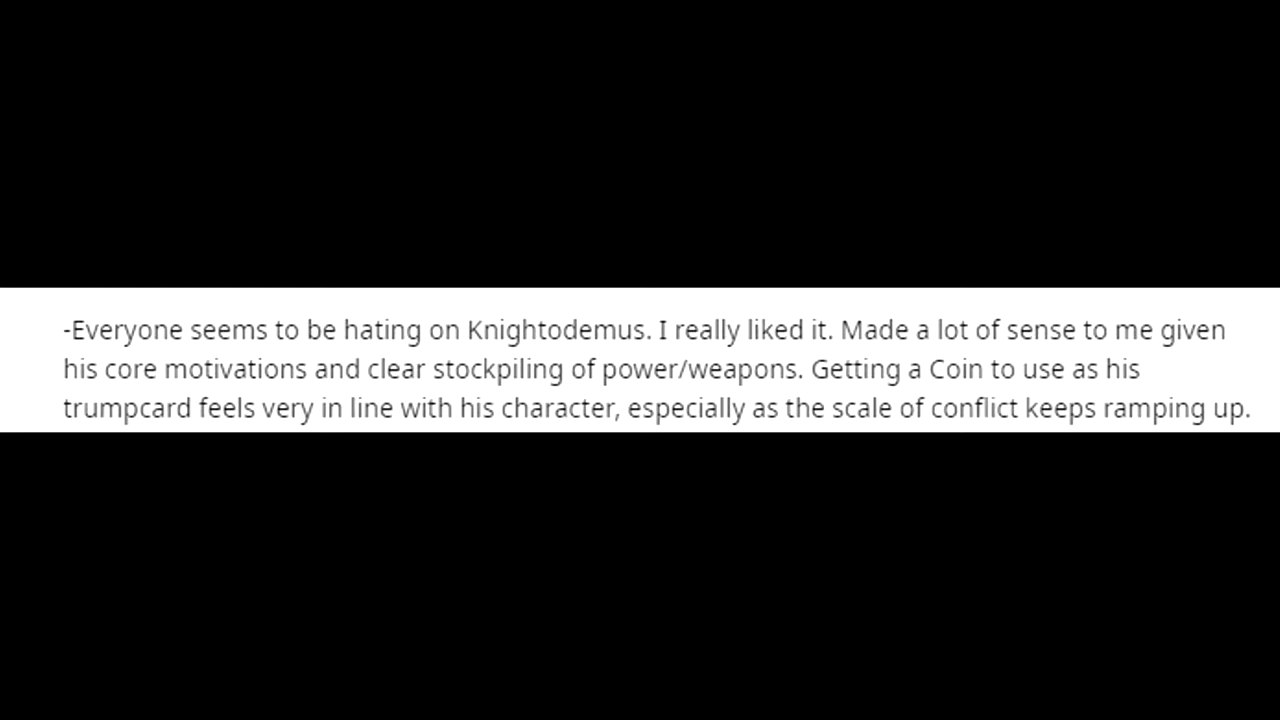 -Everyone seems to be hating on Knightodemus. I really liked it. Made a lot of sense to me given
his core motivations and clear stockpiling of power/weapons. Getting a Coin to use as his
trumpcard feels very in line with his character, especially as the scale of conflict keeps ramping up.